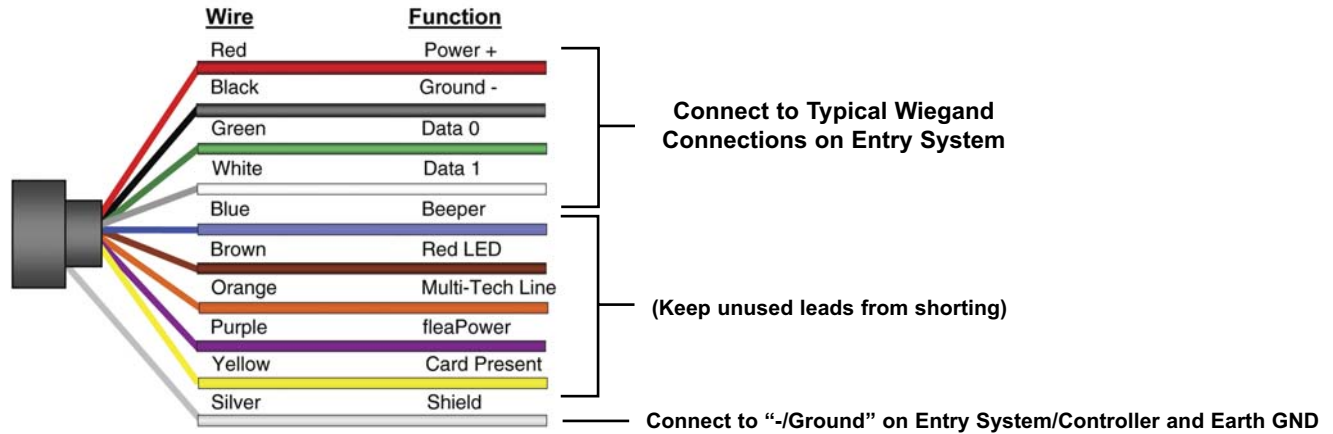 Wire Function
Red Power +
Black Ground -
Green Data 0
White Data 1
Connect to Typical Wiegand
Connections on Entry System
Blue Beeper
Brown Red LED
Orange Multi-Tech Line
Purple fleaPower
Yellow Card Present
(Keep unused leads from shorting)
Silver Shield
Connect to “-/Ground” on Entry System/Controller and Earth GND